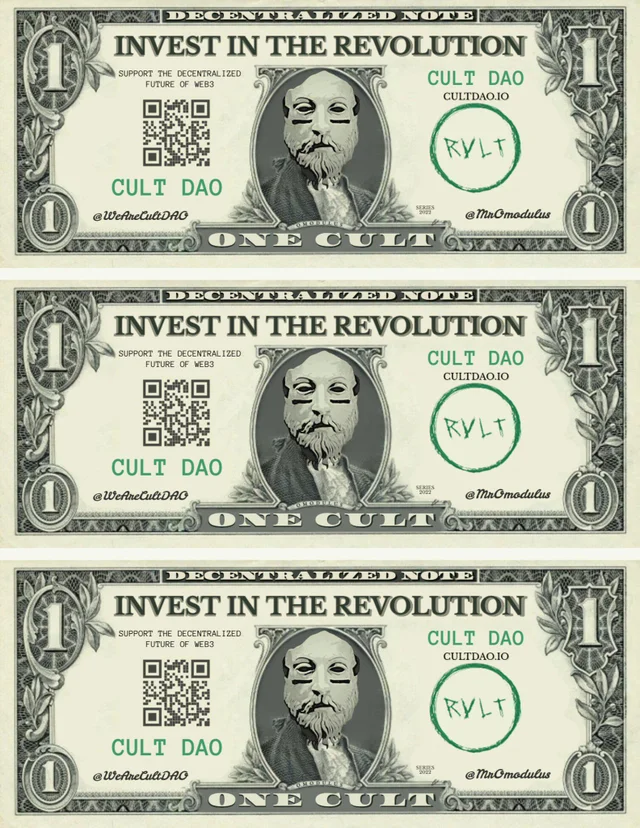 DECENTRALIZED NOTE
1
1
INVEST IN THE REVOLUTION
SUPPORT THE DECENTRALIZED
FUTURE OF WEB3
CULT DAO
CULTDAO.IO
RVLT
CULT DAO
@WeAreCultDAO
SERIES
2022
@MrOmodulus
1
1
ONE CULT
DECENTRALIZED NOTE
1
1
INVEST IN THE REVOLUTION
SUPPORT THE DECENTRALIZED
FUTURE OF WEB3
CULT DAO
CULTDAO.IO
RVLT
CULT DAO
@WeAreCultDAO
SERIES
2022
@MrOmodulus
1
1
ONE CULT
DECENTRALIZED NOTE
1
1
INVEST IN THE REVOLUTION
SUPPORT THE DECENTRALIZED
FUTURE OF WEB3
CULT DAO
CULTDAO.IO
RVLT
CULT DAO
@WeAreCultDAO
SERIES
2022
@MrOmodulus
1
1
ONE CULT